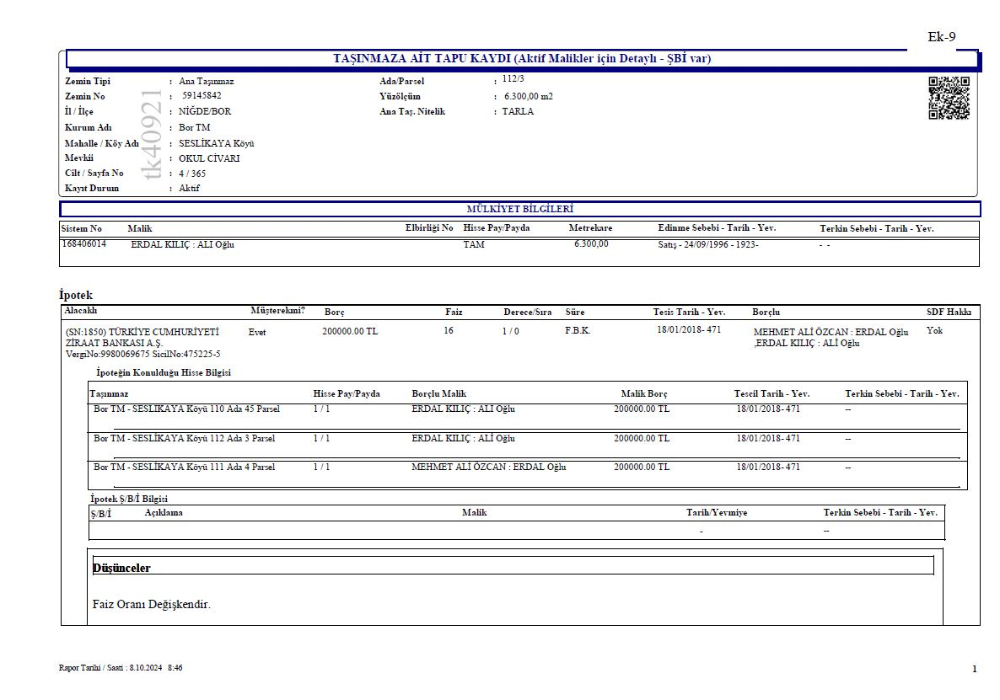 Ek-9
TAŞINMAZA AİT TAPU KAYDI (Aktif Malikler için Detaylı - ŞBİ var)
Zemin Tipi : Ana Taşınmaz Ada/Parsel : 112/3
Zemin No : 59145842 Yüzölçüm : 6.300,00 m2
İl / İlçe : NİĞDE/BOR Ana Taş. Nitelik : TARLA
Kurum Adı : Bor TM
Mahalle / Köy Adı : SESLİKAYA Köyü
Mevkii : OKUL CİVARI
Cilt / Sayfa No : 4 / 365
Kayıt Durum : Aktif
tk40921
MÜLKİYET BİLGİLERİ
Sistem No Malik Elbirliği No Hisse Pay/Payda Metrekare Edinme Sebebi - Tarih - Yev. Terkin Sebebi - Tarih - Yev.
168406014 ERDAL KILIÇ : ALİ Oğlu TAM 6.300,00 Satış - 24/09/1996 - 1923- - -
İpotek
Alacaklı Müşterekmi? Borç Faiz Derece/Sıra Süre Tesis Tarih - Yev. Borçlu SDF Hakkı
(SN:1850) TÜRKİYE CUMHURİYETİ Evet 200000.00 TL 16 1 / 0 F.B.K. 18/01/2018- 471 MEHMET ALİ ÖZCAN : ERDAL Oğlu Yok
ZİRAAT BANKASI A.Ş. ,ERDAL KILIÇ : ALİ Oğlu
VergiNo:9980069675 SicilNo:475225-5
İpoteğin Konulduğu Hisse Bilgisi
Taşınmaz Hisse Pay/Payda Borçlu Malik Malik Borç Tescil Tarih - Yev. Terkin Sebebi - Tarih - Yev.
Bor TM - SESLİKAYA Köyü 110 Ada 45 Parsel 1 / 1 ERDAL KILIÇ : ALİ Oğlu 200000.00 TL 18/01/2018- 471 --
Bor TM - SESLİKAYA Köyü 112 Ada 3 Parsel 1 / 1 ERDAL KILIÇ : ALİ Oğlu 200000.00 TL 18/01/2018- 471 --
Bor TM - SESLİKAYA Köyü 111 Ada 4 Parsel 1 / 1 MEHMET ALİ ÖZCAN : ERDAL Oğlu 200000.00 TL 18/01/2018- 471 --
İpotek Ş/B/İ Bilgisi
Ş/B/İ Açıklama Malik Tarih/Yevmiye Terkin Sebebi - Tarih - Yev.
- --
Düşünceler
Faiz Oranı Değişkendir.
Rapor Tarihi / Saati : 8.10.2024 8:46 1